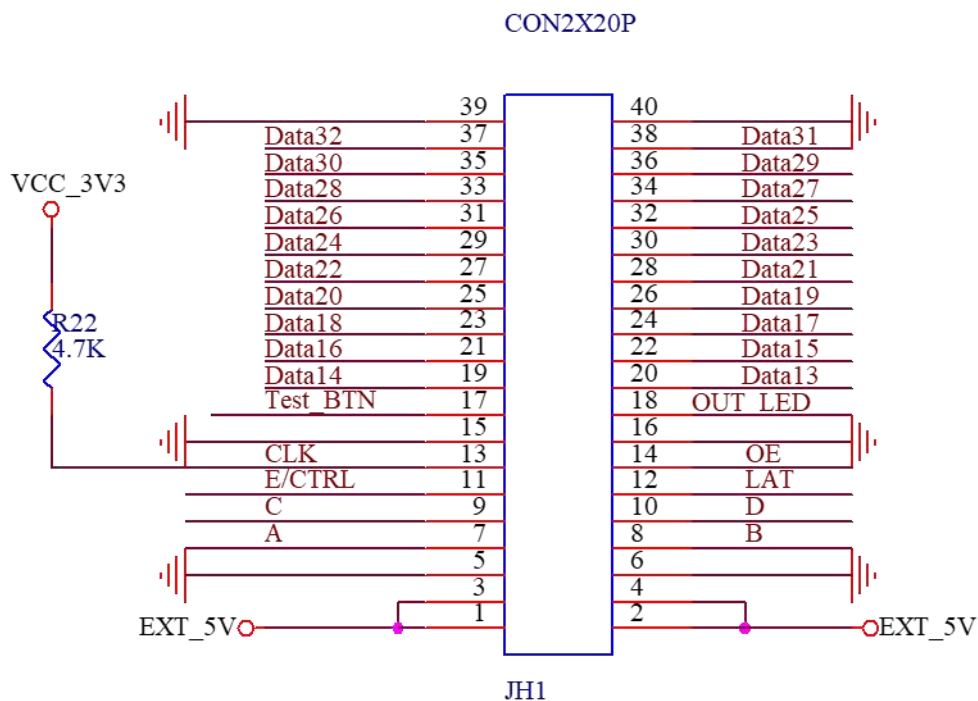 CON2X20P
39 40
Data32 37 38 Data31
Data30 35 36 Data29
VCC_3V3 Data28 33 34 Data27
Data26 31 32 Data25
Data24 29 30 Data23
Data22 27 28 Data21
Data20 25 26 Data19
R22 Data18 23 24 Data17
4.7K Data16 21 22 Data15
Data14 19 20 Data13
Test_BTN 17 18 OUT_LED
15 16
CLK 13 14 OE
E/CTRL 11 12 LAT
C 9 10 D
A 7 8 B
5 6
3 4
EXT_5V 1 2 EXT_5V
JH1